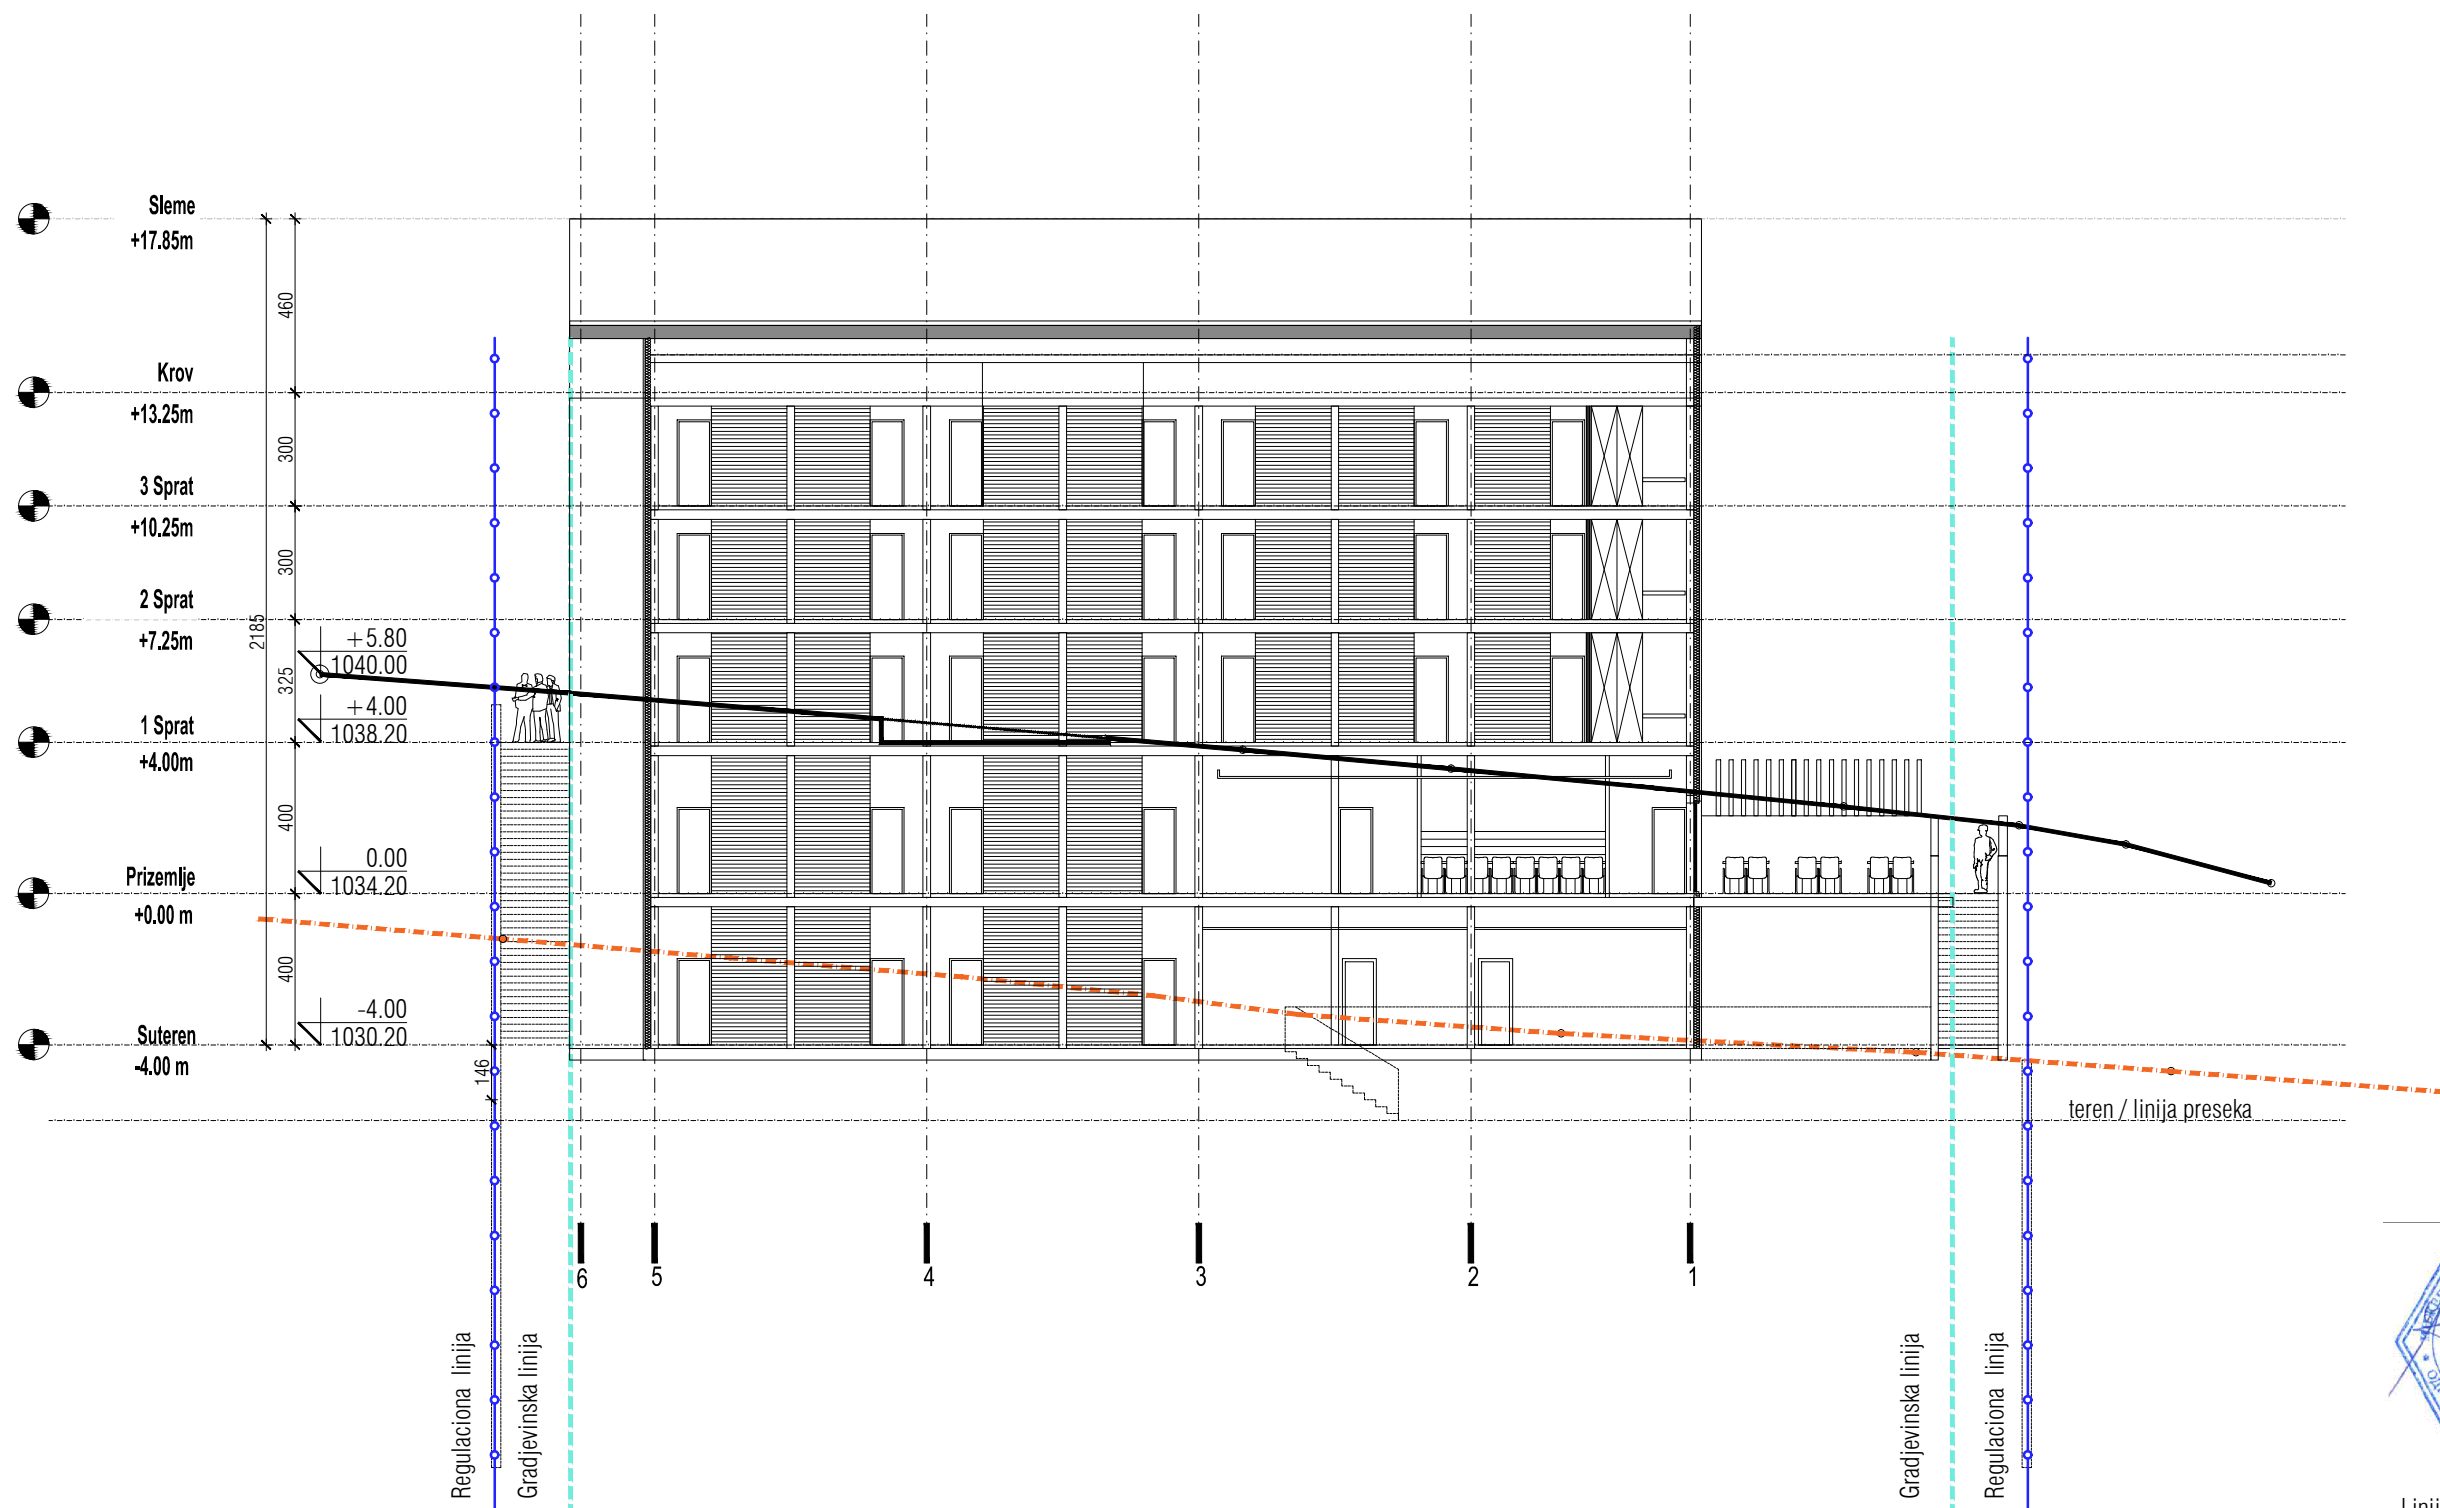 Sleme
+17.85m
460
Krov
+13.25m
300
3 Sprat
+10.25m
300
2 Sprat
+7.25m
2185
+5.80
1040.00
325
+4.00
1038.20
1 Sprat
+4.00m
400
0.00
1034.20
Prizemlje
+0.00 m
400
-4.00
1030.20
Suteren
-4.00 m
146
teren / linija preseka
6
5
4
3
2
1
Regulaciona linija
Gradjevinska linija
Gradjevinska linija
Regulaciona linija